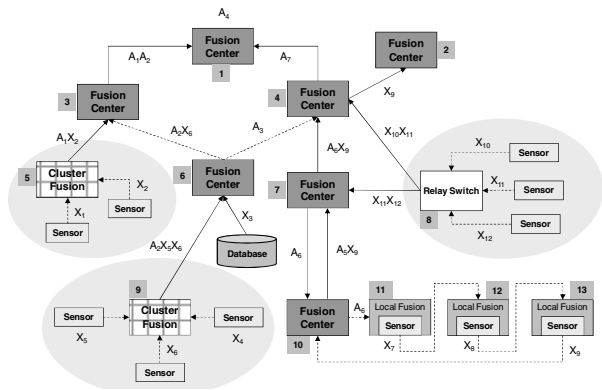 A4
Fusion Center
1
Fusion Center
2
A1A2
A7
Fusion Center
3
Fusion Center
4
X9
A1X2
A2X6
A3
A6X9
X10X11
X10
Sensor
5
Cluster Fusion
X2
X1
Sensor
Sensor
6
Fusion Center
X3
Database
7
Fusion Center
X11X12
Relay Switch
8
X11
Sensor
X12
Sensor
A2X5X6
A6
A5X9
9
Cluster Fusion
Sensor
X5
Sensor
X4
X6
Sensor
Fusion Center
10
A6
11
Local Fusion
Sensor
X7
12
Local Fusion
Sensor
X8
13
Local Fusion
Sensor
X9